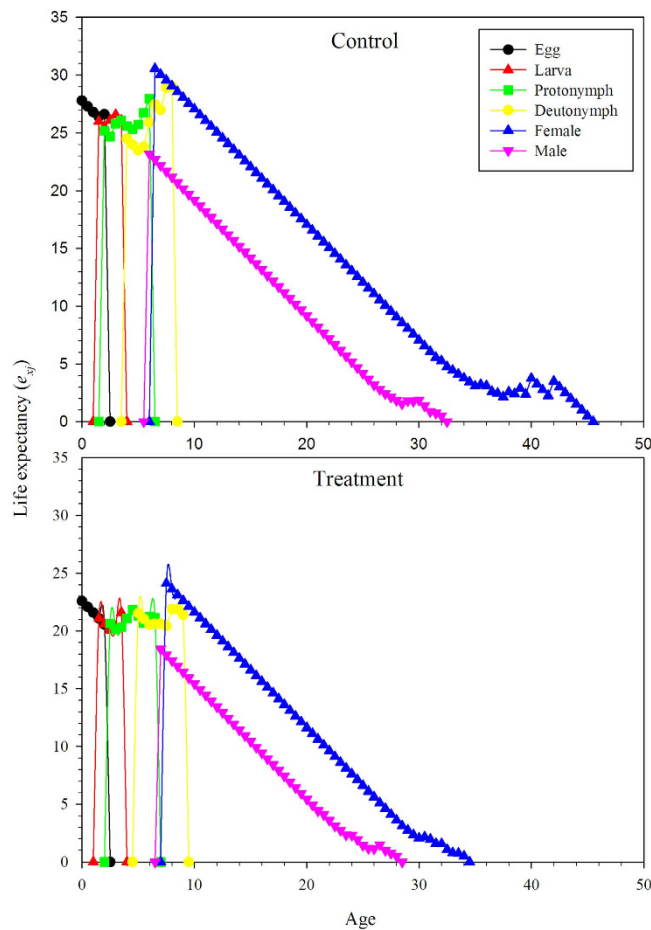 Control
Egg
Larva
Protonymph
Deutonymph
Female
Male
35
30
25
20
15
10
5
0
0 10 20 30 40 50
Life expectancy (exj)
Treatment
35
30
25
20
15
10
5
0
0 10 20 30 40 50
Age